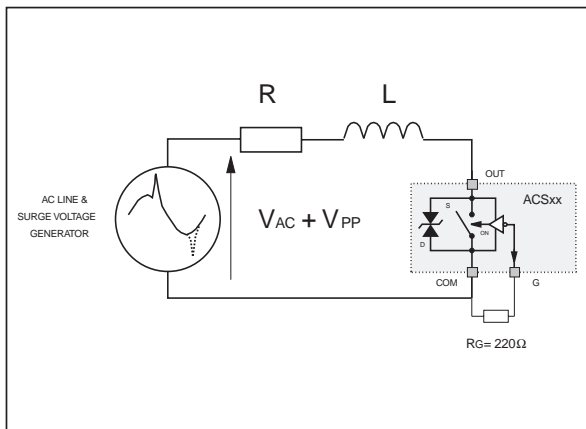 R
L
OUT
ACSxx
S
ON
D
AC LINE &
SURGE VOLTAGE
GENERATOR
VAC + VPP
COM
G
RG= 220Ω